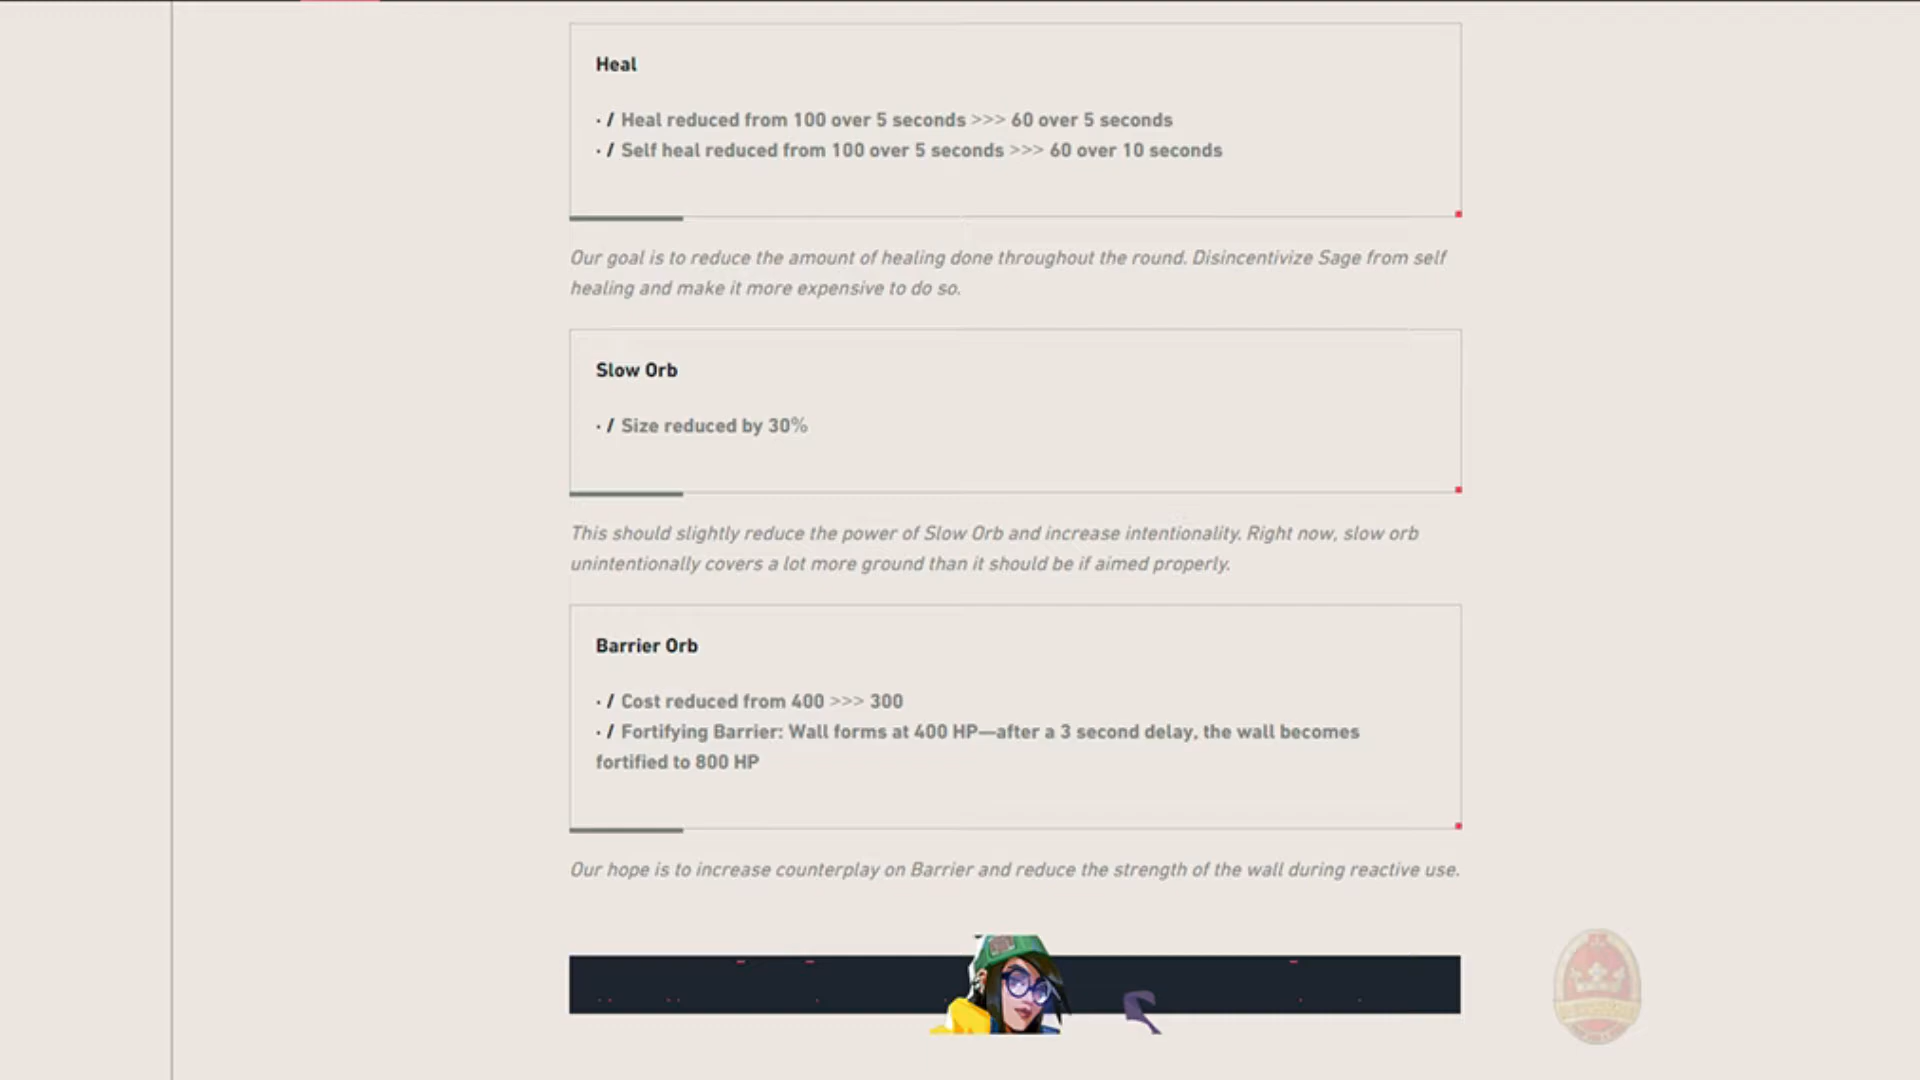 Heal
· / Heal reduced from 100 over 5 seconds >>> 60 over 5 seconds
· / Self heal reduced from 100 over 5 seconds >>> 60 over 10 seconds
Our goal is to reduce the amount of healing done throughout the round. Disincentivize Sage from self
healing and make it more expensive to do so.
Slow Orb
· / Size reduced by 30%
This should slightly reduce the power of Slow Orb and increase intentionality. Right now, slow orb
unintentionally covers a lot more ground than it should be if aimed properly.
Barrier Orb
· / Cost reduced from 400 >>> 300
· / Fortifying Barrier: Wall forms at 400 HP—after a 3 second delay, the wall becomes
fortified to 800 HP
Our hope is to increase counterplay on Barrier and reduce the strength of the wall during reactive use.